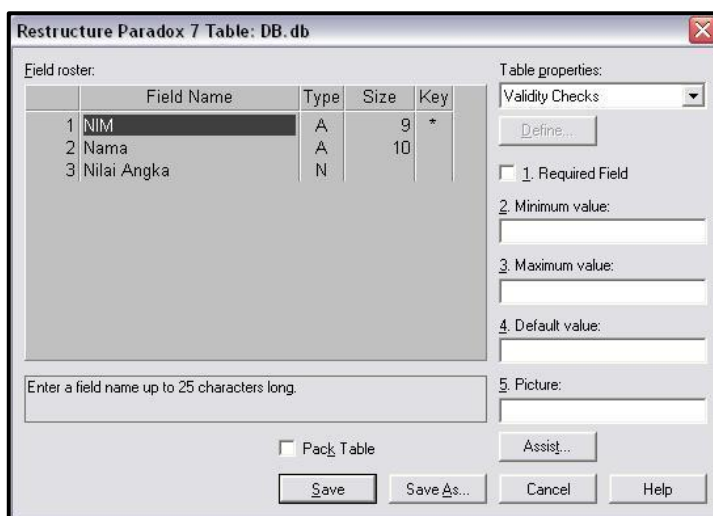 Restructure Paradox 7 Table: DB.db
Field roster:
Field Name Type Size Key
1 NIM A 9 *
2 Nama A 10
3 Nilai Angka N
Enter a field name up to 25 characters long.
Pack Table
Save Save As...
Table properties:
Validity Checks
Define...
1. Required Field
2. Minimum value:
3. Maximum value:
4. Default value:
5. Picture:
Assist...
Cancel Help